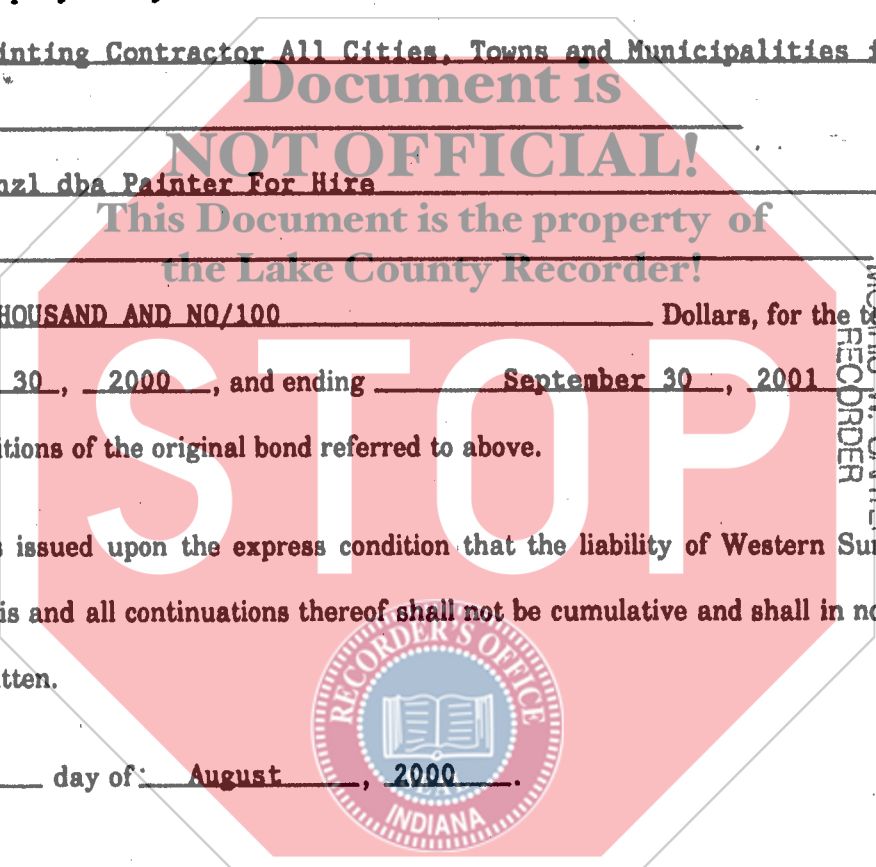 inting Contractor All Cities, Towns and Municipalities i
Document is
NOT OFFICIAL!
nzl dba Painter For Hire
This Document is the property of
the Lake County Recorder!
HOUSAND AND NO/100 Dollars, for the te
RECORDER
30, 2000, and ending September 30, 2001
STOP
itions of the original bond referred to above.
s issued upon the express condition that the liability of Western Sur
is and all continuations thereof shall not be cumulative and shall in no
tten.
RECORDER'S OFFICE
SEAL
INDIANA
day of August, 2000.